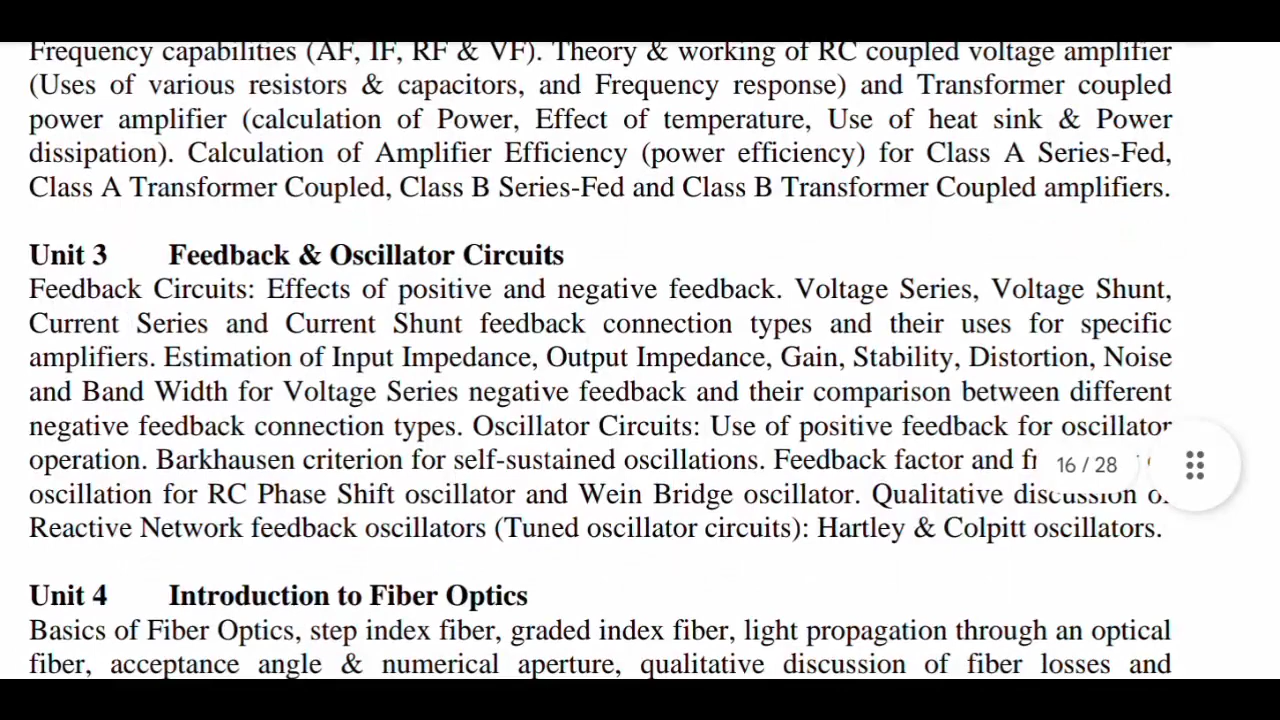 Frequency capabilities (AF, IF, RF & VF). Theory & working of RC coupled voltage amplifier
(Uses of various resistors & capacitors, and Frequency response) and Transformer coupled
power amplifier (calculation of Power, Effect of temperature, Use of heat sink & Power
dissipation). Calculation of Amplifier Efficiency (power efficiency) for Class A Series-Fed,
Class A Transformer Coupled, Class B Series-Fed and Class B Transformer Coupled amplifiers.
Unit 3 Feedback & Oscillator Circuits
Feedback Circuits: Effects of positive and negative feedback. Voltage Series, Voltage Shunt,
Current Series and Current Shunt feedback connection types and their uses for specific
amplifiers. Estimation of Input Impedance, Output Impedance, Gain, Stability, Distortion, Noise
and Band Width for Voltage Series negative feedback and their comparison between different
negative feedback connection types. Oscillator Circuits: Use of positive feedback for oscillator
operation. Barkhausen criterion for self-sustained oscillations. Feedback factor and
16 / 28
oscillation for RC Phase Shift oscillator and Wein Bridge oscillator. Qualitative discussion
Reactive Network feedback oscillators (Tuned oscillator circuits): Hartley & Colpitt oscillators.
Unit 4 Introduction to Fiber Optics
Basics of Fiber Optics, step index fiber, graded index fiber, light propagation through an optical
fiber, acceptance angle & numerical aperture, qualitative discussion of fiber losses and